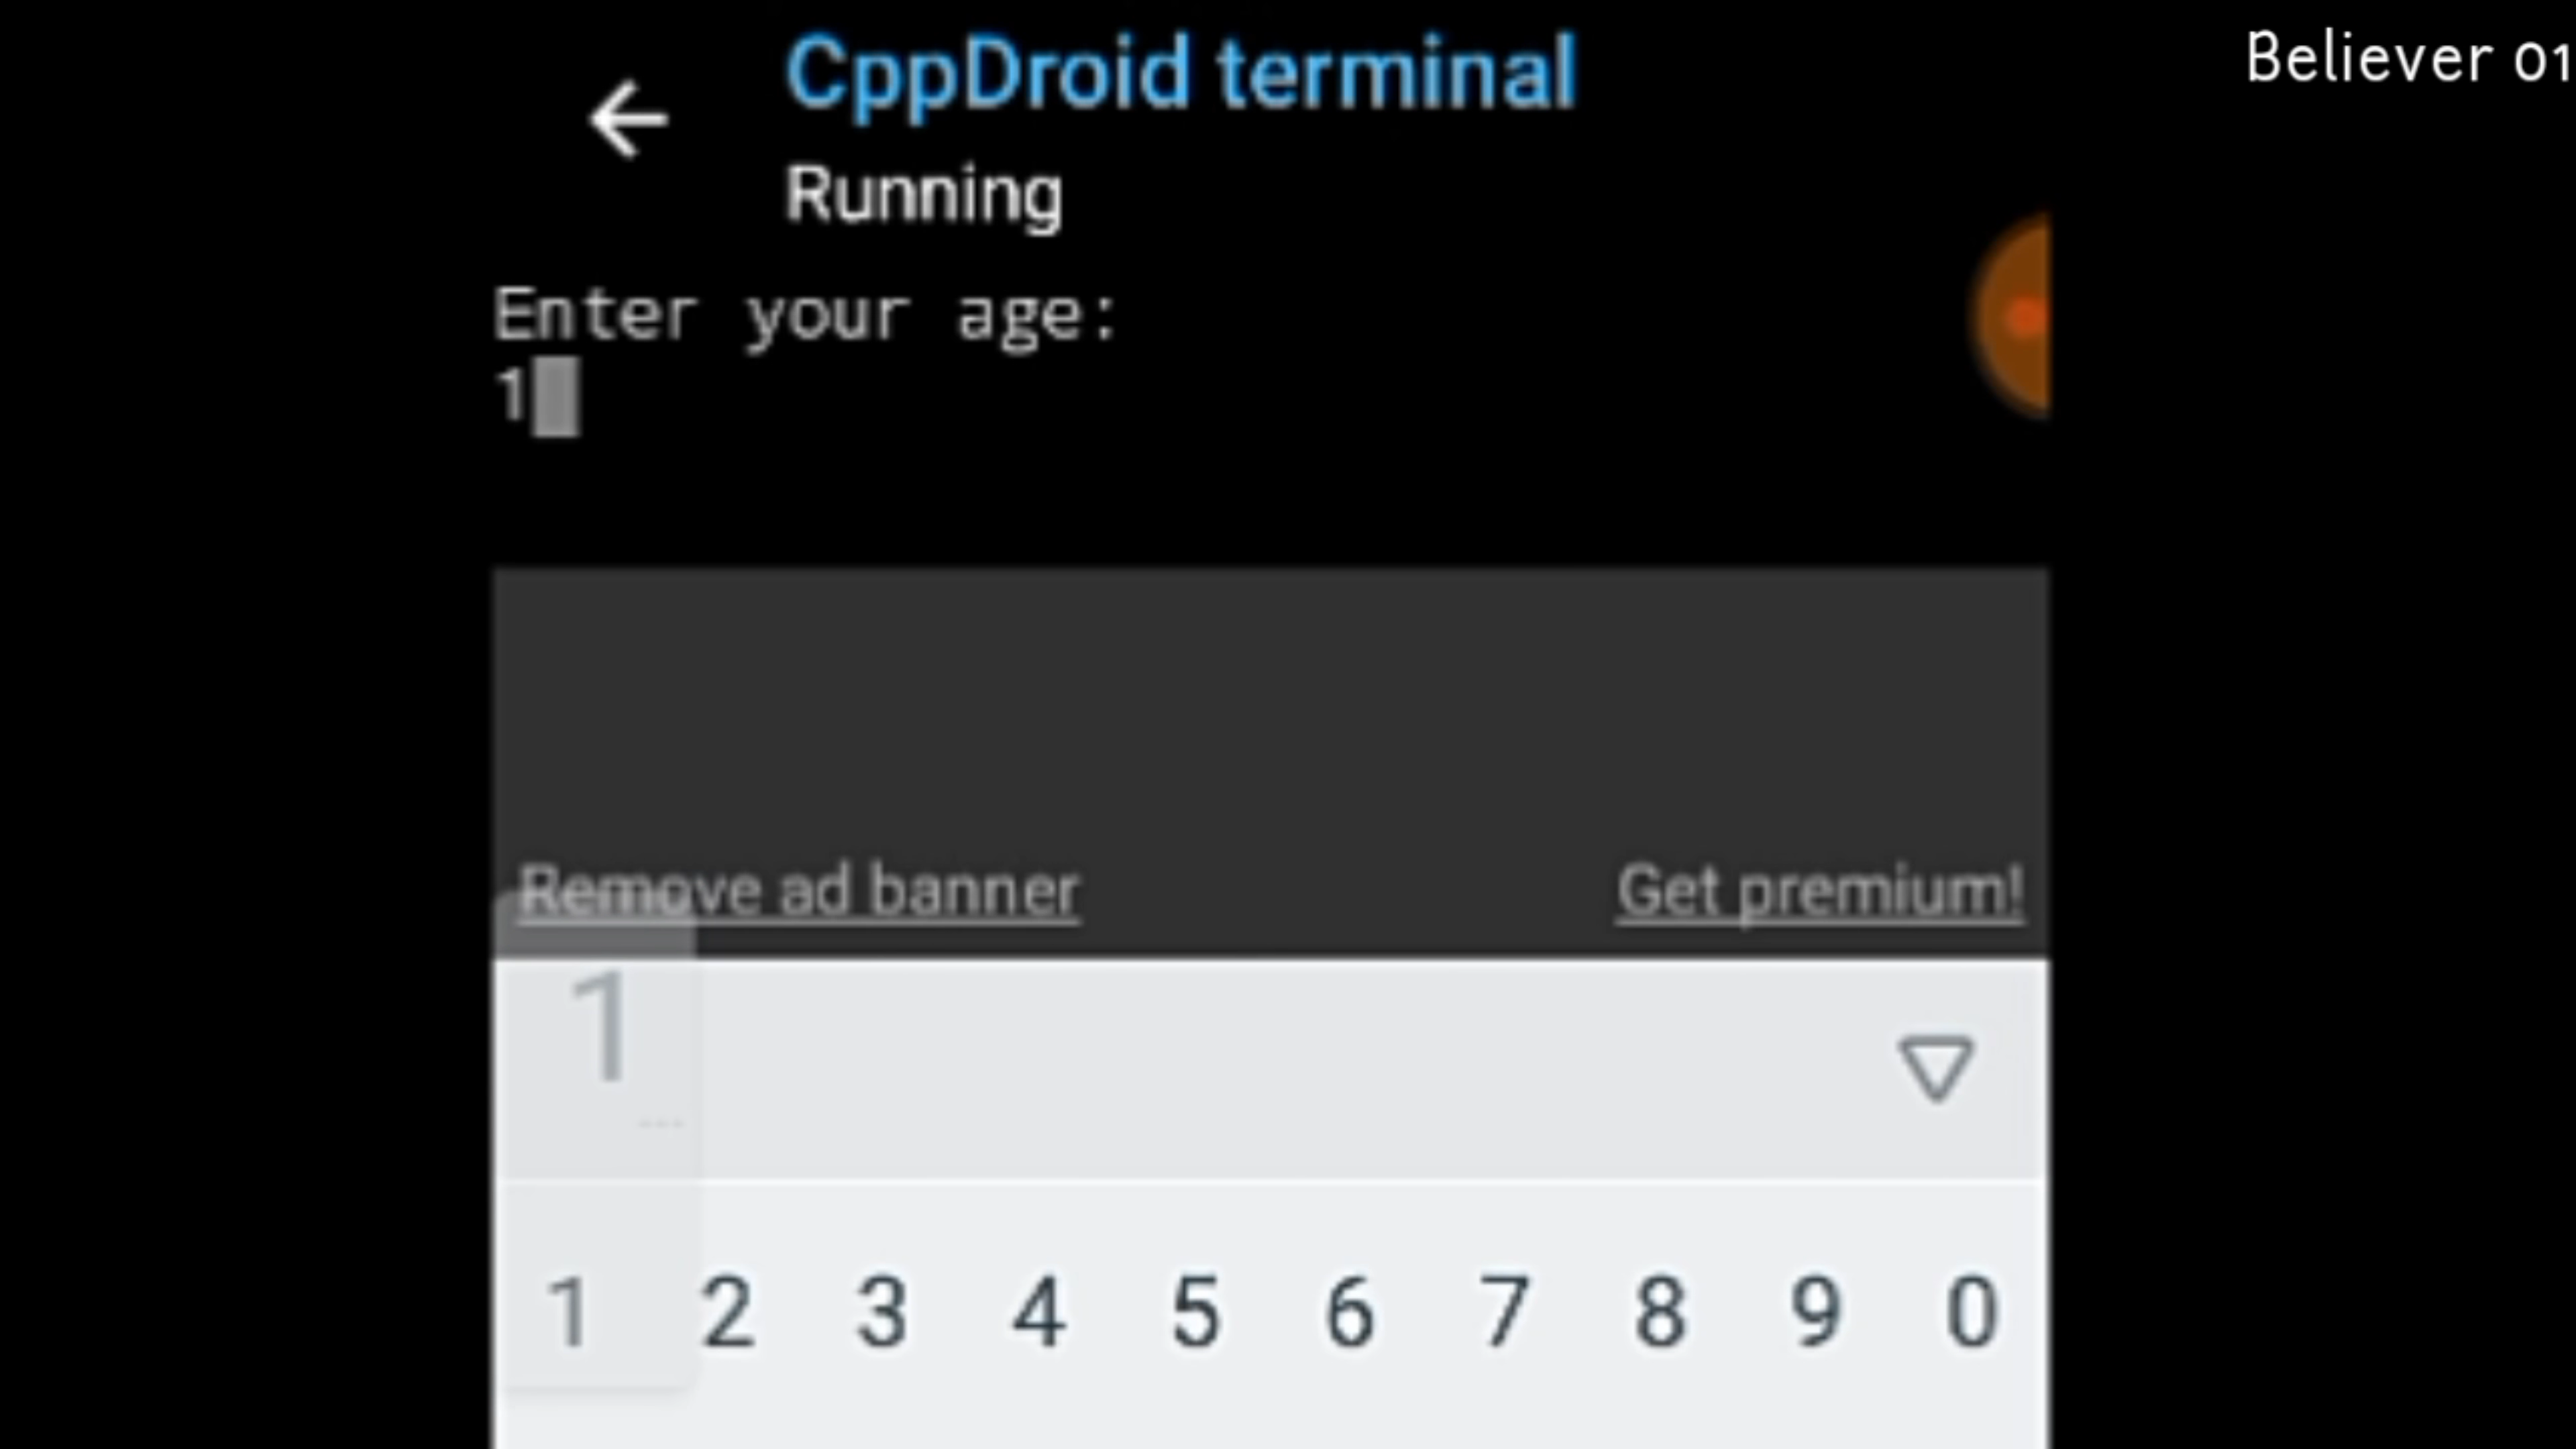 CppDroid terminal
Believer 01
Running
Enter your age:
1
Remove ad banner
Get premium!
1
...
1 2 3 4 5 6 7 8 9 0